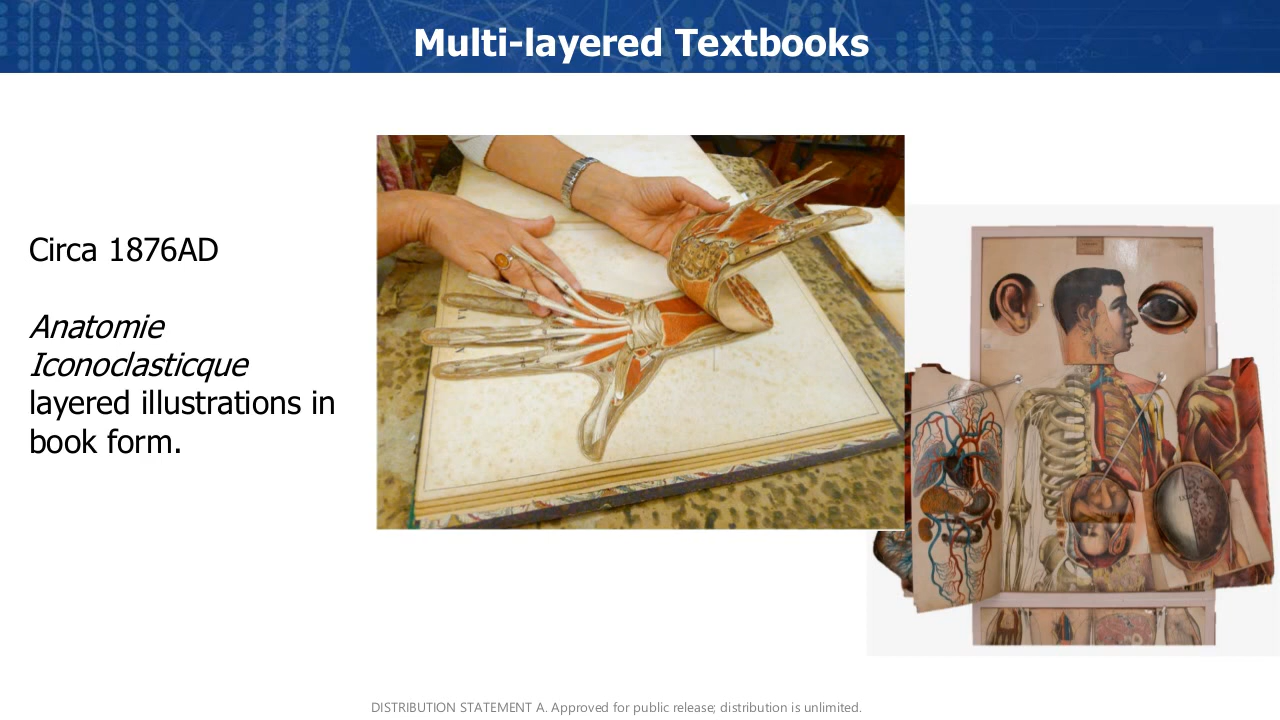 Multi-layered Textbooks
Circa 1876AD
Anatomie
Iconoclasticque
layered illustrations in
book form.
DISTRIBUTION STATEMENT A. Approved for public release; distribution is unlimited.